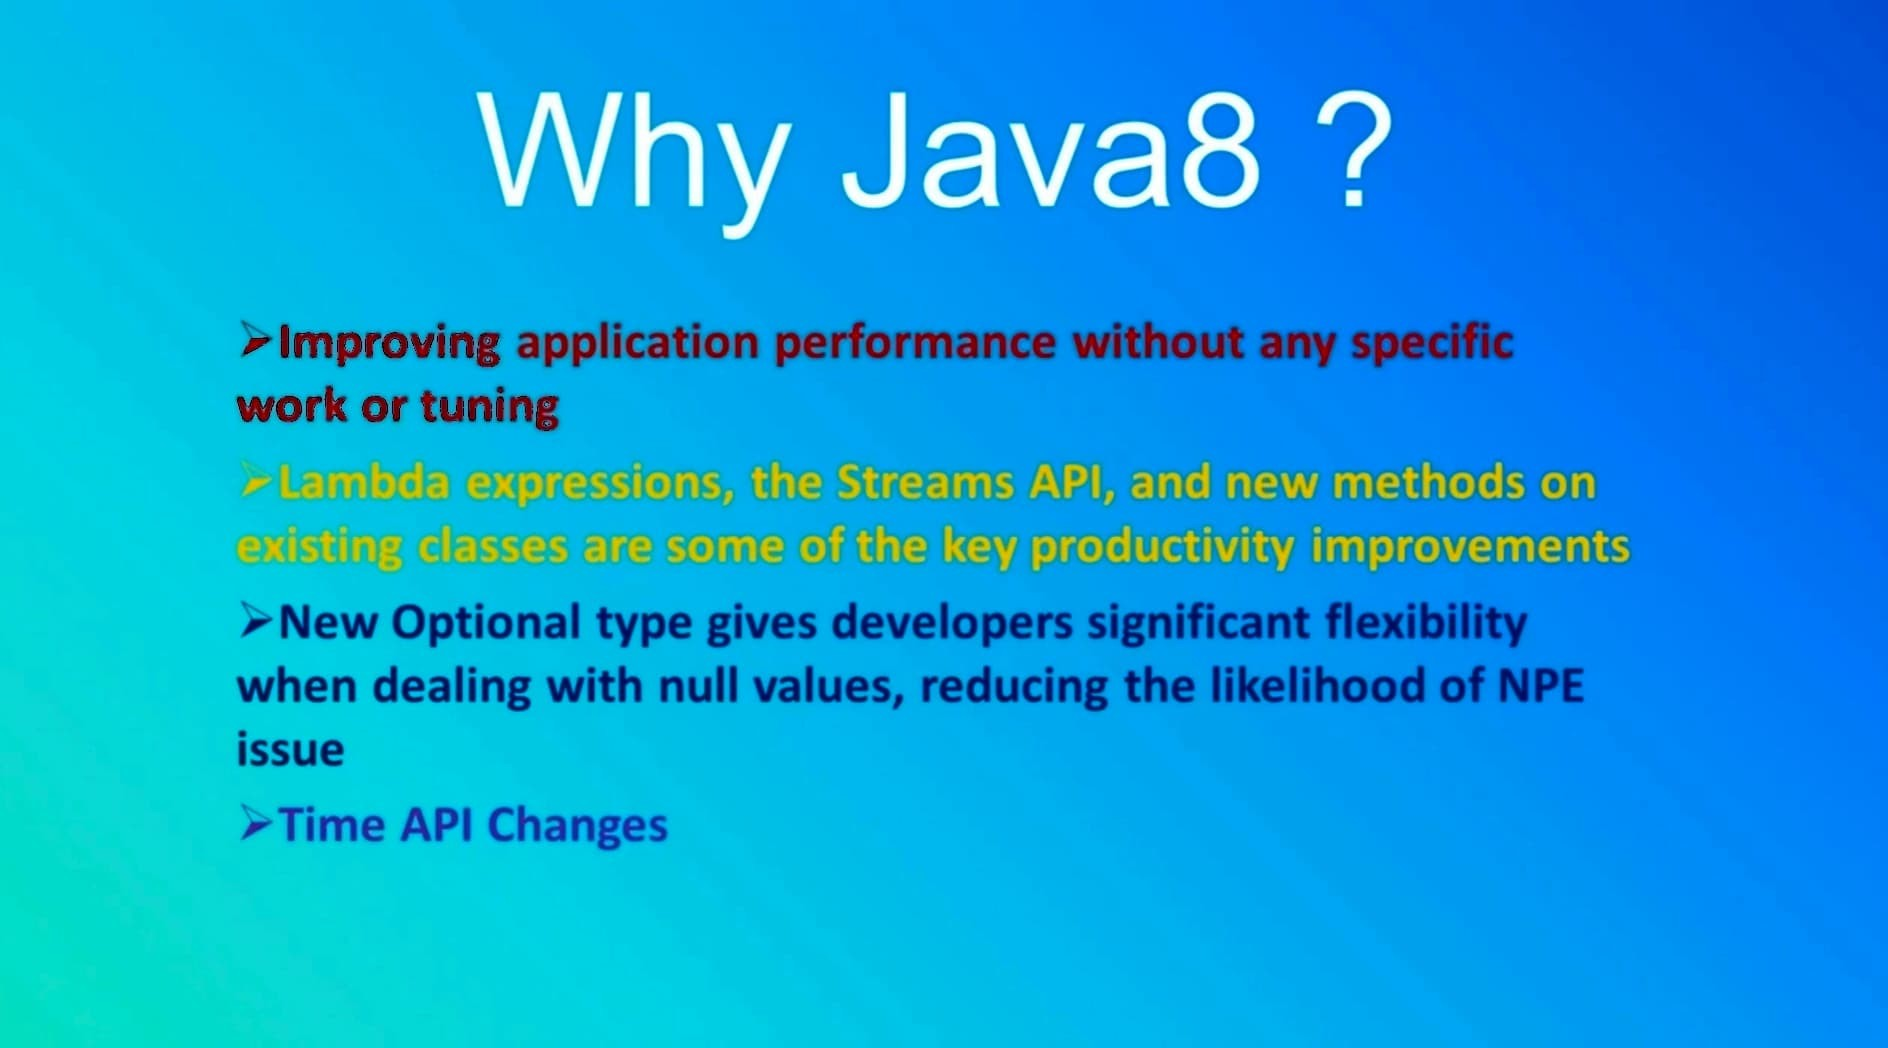 Why Java8 ?
➢Improving application performance without any specific
work or tuning
➢Lambda expressions, the Streams API, and new methods on
existing classes are some of the key productivity improvements
➢New Optional type gives developers significant flexibility
when dealing with null values, reducing the likelihood of NPE
issue
➢Time API Changes